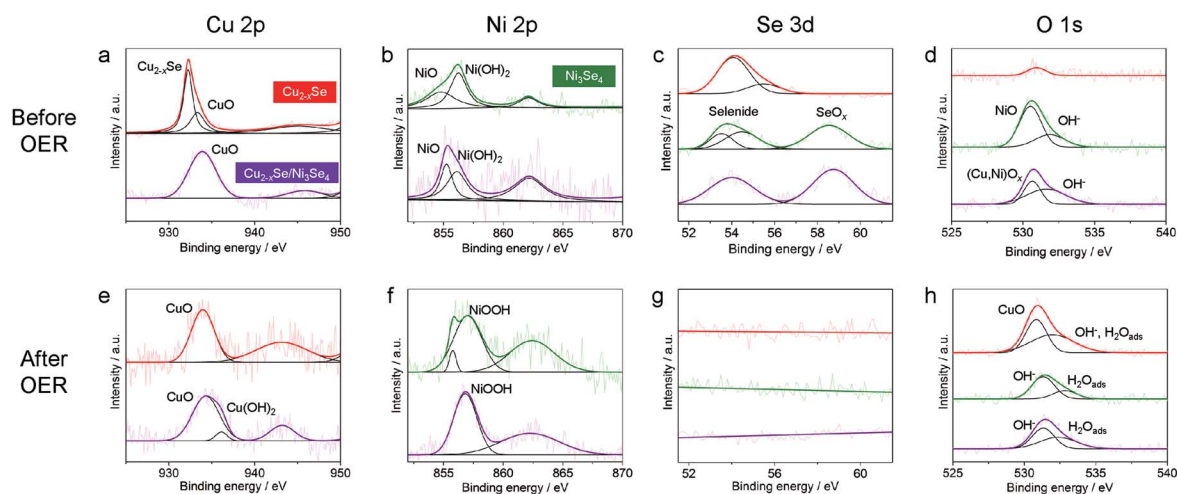 Cu 2p
Ni 2p
Se 3d
O 1s
Before
OER
a
Cu₂₋ₓSe
CuO
Cu₂₋ₓSe
CuO
Cu₂₋ₓSe/Ni₃Se₄
Intensity / a.u.
930 940 950
Binding energy / eV
b
NiO
Ni(OH)₂
Ni₃Se₄
NiO
Ni(OH)₂
Intensity / a.u.
855 860 865 870
Binding energy / eV
c
Selenide
SeOₓ
Intensity / a.u.
52 54 56 58 60
Binding energy / eV
d
NiO
OH⁻
(Cu,Ni)Oₓ
OH⁻
Intensity / a.u.
525 530 535 540
Binding energy / eV
After
OER
e
CuO
CuO
Cu(OH)₂
Intensity / a.u.
930 940 950
Binding energy / eV
f
NiOOH
NiOOH
Intensity / a.u.
855 860 865 870
Binding energy / eV
g
Intensity / a.u.
52 54 56 58 60
Binding energy / eV
h
CuO
OH⁻, H₂Oads
OH⁻
H₂Oads
OH⁻
H₂Oads
Intensity / a.u.
525 530 535 540
Binding energy / eV